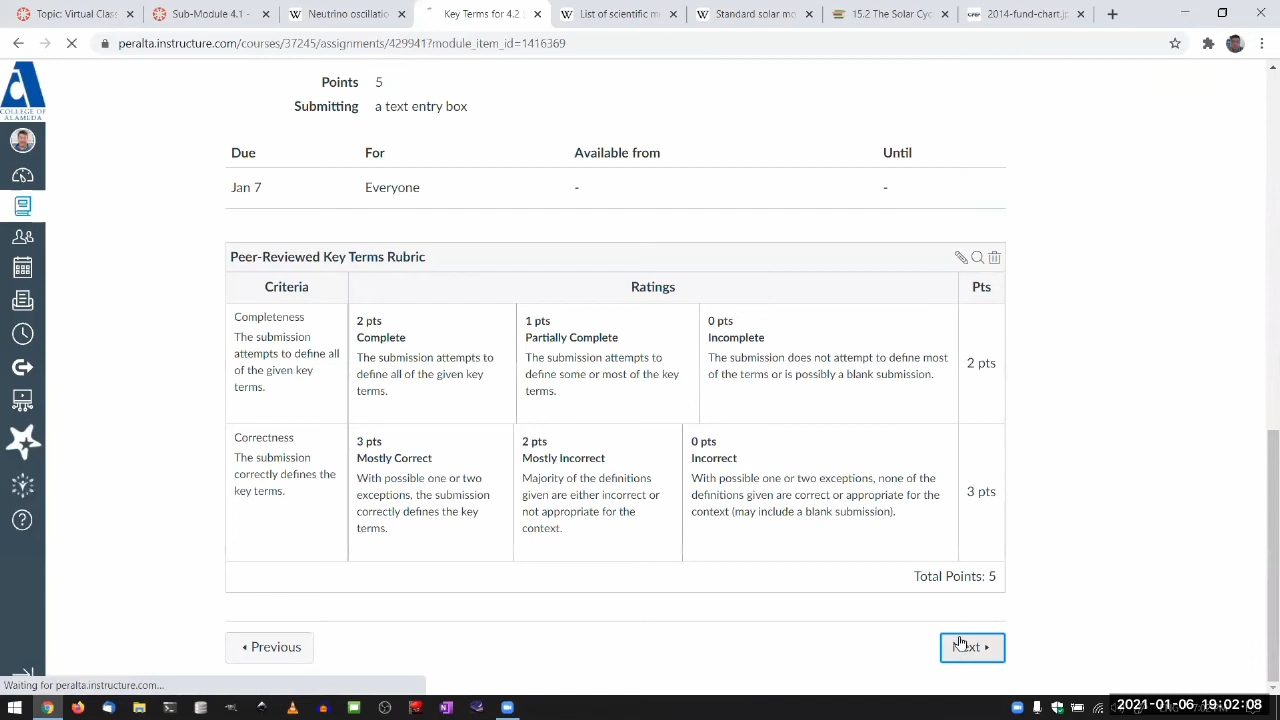 Topic: Virtual Class
Sub-Module 4.1 -
Neutrino oscillatio
Key Terms for 4.2
List of scientific m
Standard solar mo
15.2 The Solar Cyc
2014-fund-chart.jp
peralta.instructure.com/courses/37245/assignments/429941?module_item_id=1416369
COLLEGE OF
ALAMEDA
Points 5
Submitting a text entry box
Due For Available from Until
Jan 7 Everyone - -
Peer-Reviewed Key Terms Rubric
Criteria Ratings Pts
Completeness
The submission
attempts to define all
of the given key
terms.
2 pts
Complete
The submission attempts to
define all of the given key
terms.
1 pts
Partially Complete
The submission attempts to
define some or most of the key
terms.
0 pts
Incomplete
The submission does not attempt to define most
of the terms or is possibly a blank submission.
2 pts
Correctness
The submission
correctly defines the
key terms.
3 pts
Mostly Correct
With possible one or two
exceptions, the submission
correctly defines the key
terms.
2 pts
Mostly Incorrect
Majority of the definitions
given are either incorrect or
not appropriate for the
context.
0 pts
Incorrect
With possible one or two exceptions, none of the
definitions given are correct or appropriate for the
context (may include a blank submission).
3 pts
Total Points: 5
Previous
Next
Waiting for peralta.instructure.com...
2021-01-06 19:02:08